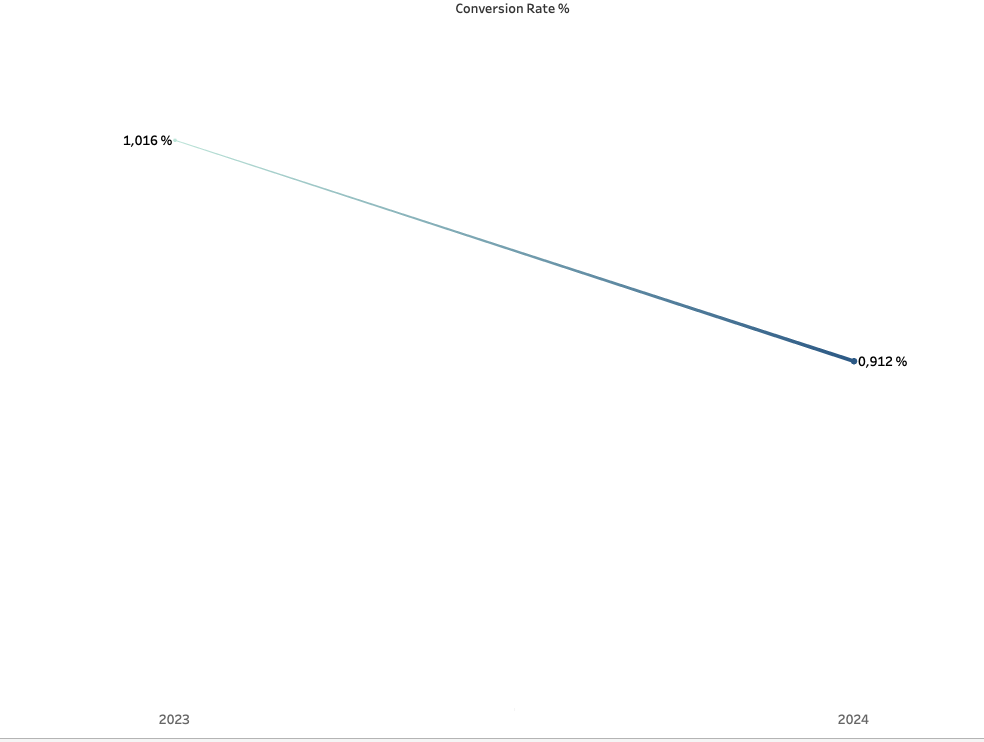 Conversion Rate %
1,016 %
0,912 %
2023
2024